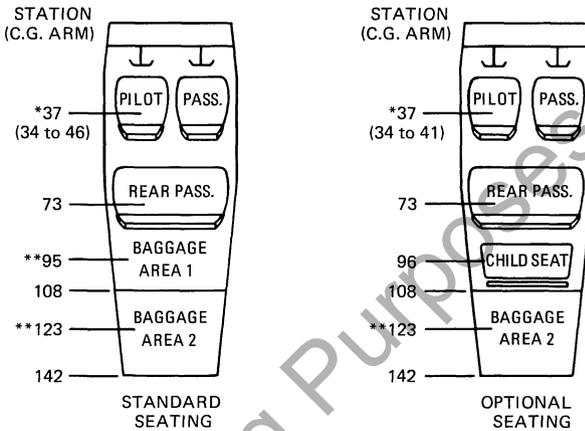 STATION
(C.G. ARM)
PILOT PASS.
*37
(34 to 46)
REAR PASS.
73
**95
BAGGAGE
AREA 1
108
**123
BAGGAGE
AREA 2
142
STANDARD
SEATING
STATION
(C.G. ARM)
PILOT PASS.
*37
(34 to 41)
REAR PASS.
73
96
CHILD SEAT
108
**123
BAGGAGE
AREA 2
142
OPTIONAL
SEATING
g Purposes